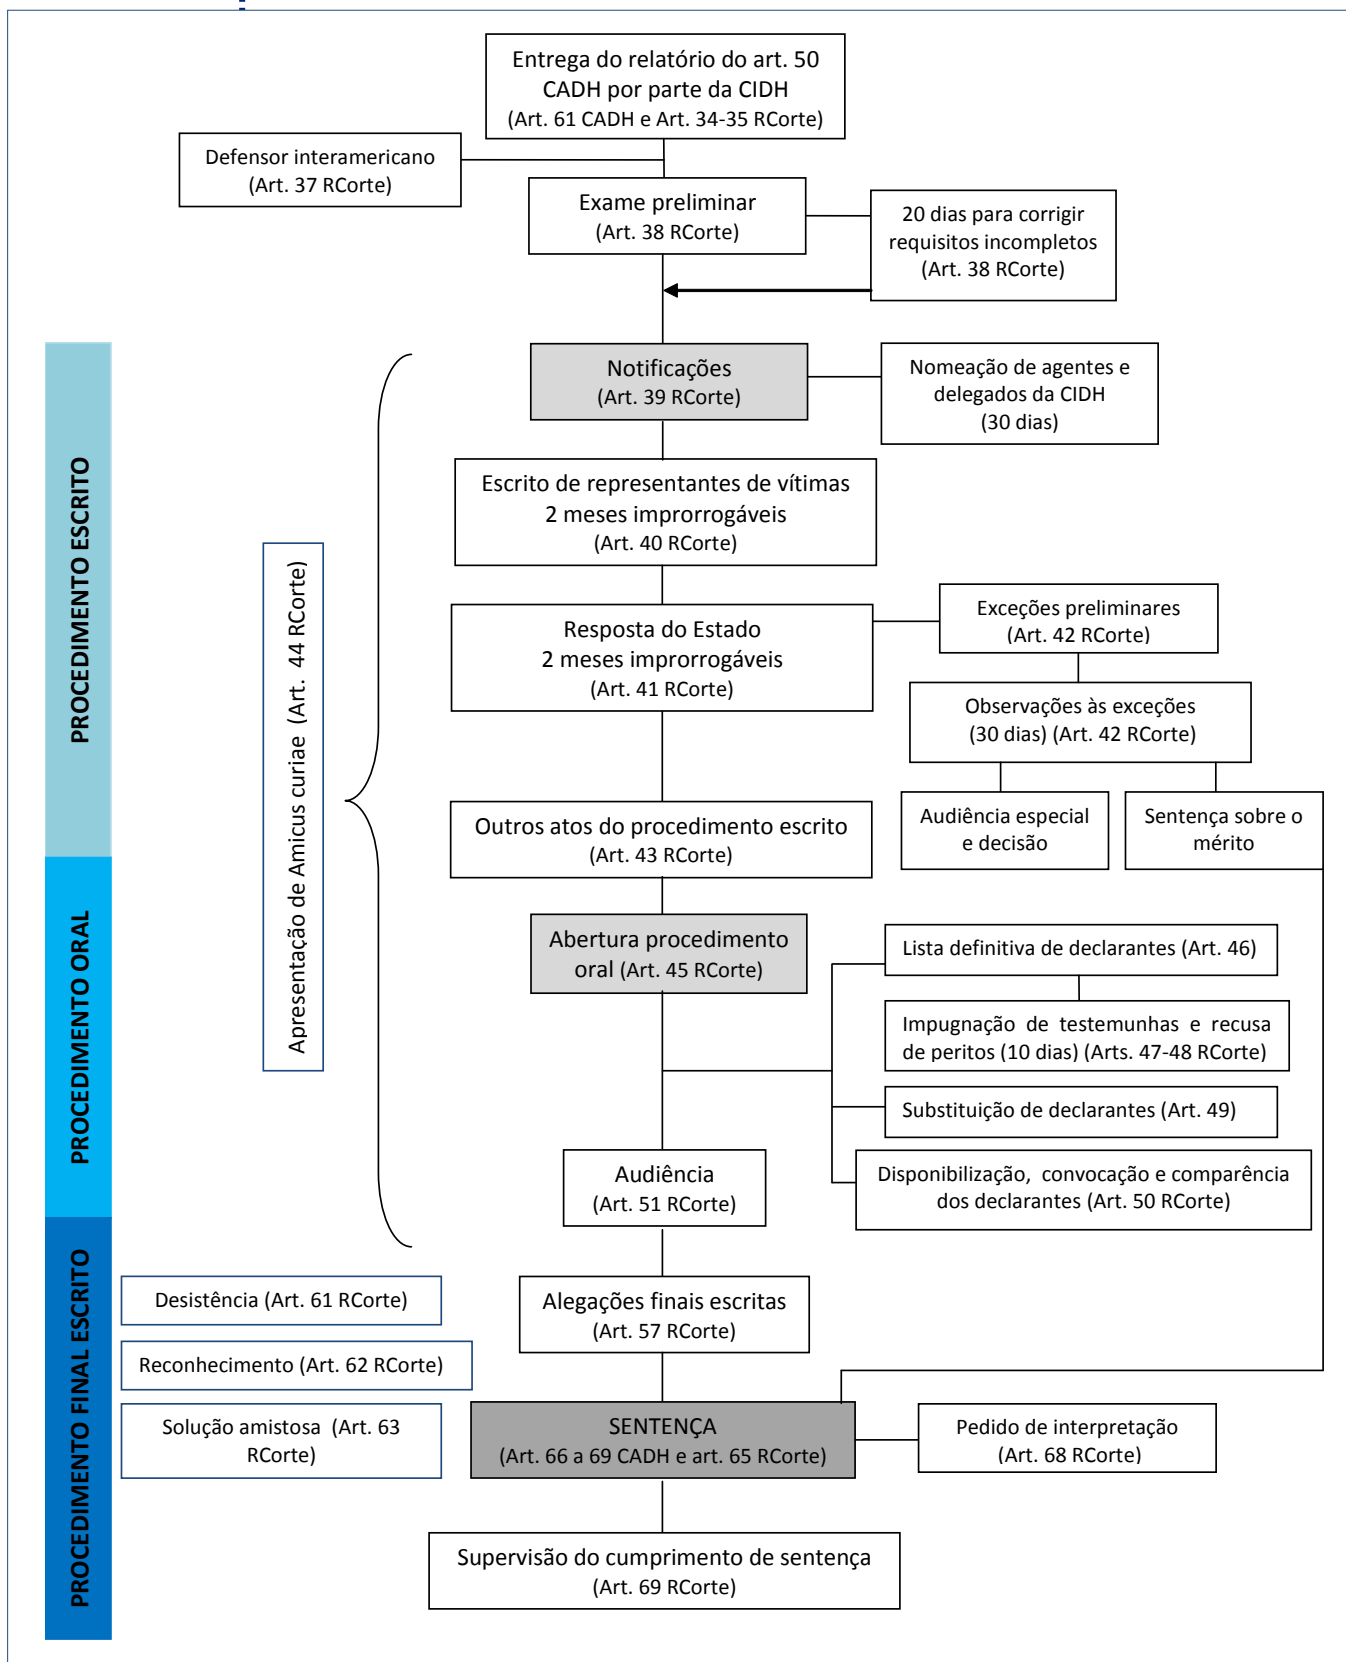 Entrega do relatório do art. 50
CADH por parte da CIDH
(Art. 61 CADH e Art. 34-35 RCorte)
Defensor interamericano
(Art. 37 RCorte)
Exame preliminar
(Art. 38 RCorte)
20 dias para corrigir
requisitos incompletos
(Art. 38 RCorte)
PROCEDIMENTO ESCRITO
Notificações
(Art. 39 RCorte)
Nomeação de agentes e
delegados da CIDH
(30 dias)
Escrito de representantes de vítimas
2 meses improrrogáveis
(Art. 40 RCorte)
Apresentação de Amicus curiae (Art. 44 RCorte)
Resposta do Estado
2 meses improrrogáveis
(Art. 41 RCorte)
Exceções preliminares
(Art. 42 RCorte)
Observações às exceções
(30 dias) (Art. 42 RCorte)
Audiência especial
e decisão
Sentença sobre o
mérito
Outros atos do procedimento escrito
(Art. 43 RCorte)
PROCEDIMENTO ORAL
Abertura procedimento
oral (Art. 45 RCorte)
Lista definitiva de declarantes (Art. 46)
Impugnação de testemunhas e recusa
de peritos (10 dias) (Arts. 47-48 RCorte)
Substituição de declarantes (Art. 49)
Disponibilização, convocação e comparência
dos declarantes (Art. 50 RCorte)
Audiência
(Art. 51 RCorte)
PROCEDIMENTO FINAL ESCRITO
Desistência (Art. 61 RCorte)
Reconhecimento (Art. 62 RCorte)
Solução amistosa (Art. 63
RCorte)
Alegações finais escritas
(Art. 57 RCorte)
SENTENÇA
(Art. 66 a 69 CADH e art. 65 RCorte)
Pedido de interpretação
(Art. 68 RCorte)
Supervisão do cumprimento de sentença
(Art. 69 RCorte)